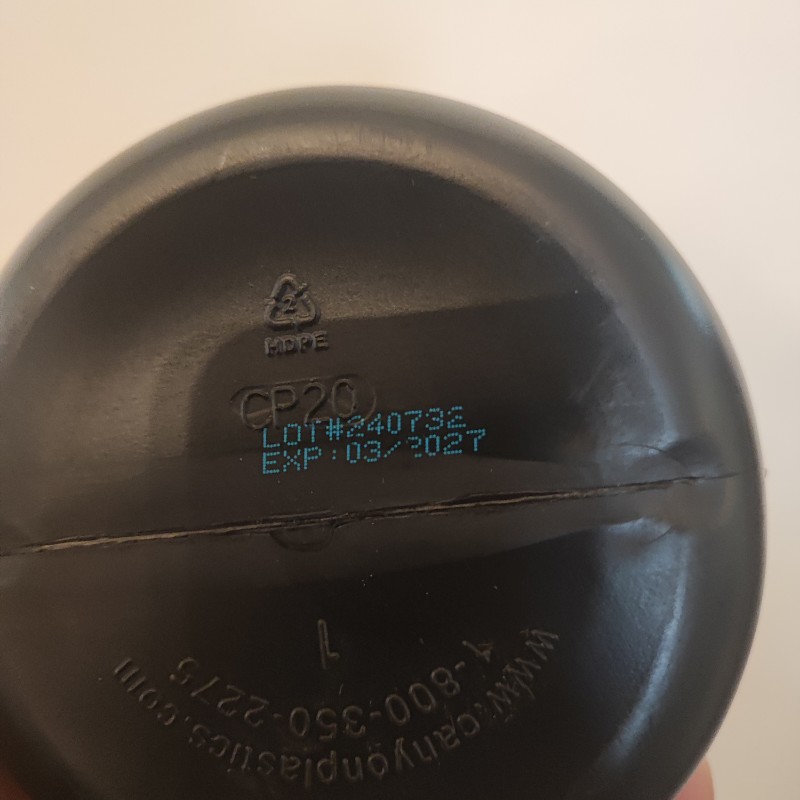 2
HDPE
CP20
LOT#240732
EXP:03/2027
1
1-800-350-2275
www.canyonplastics.com